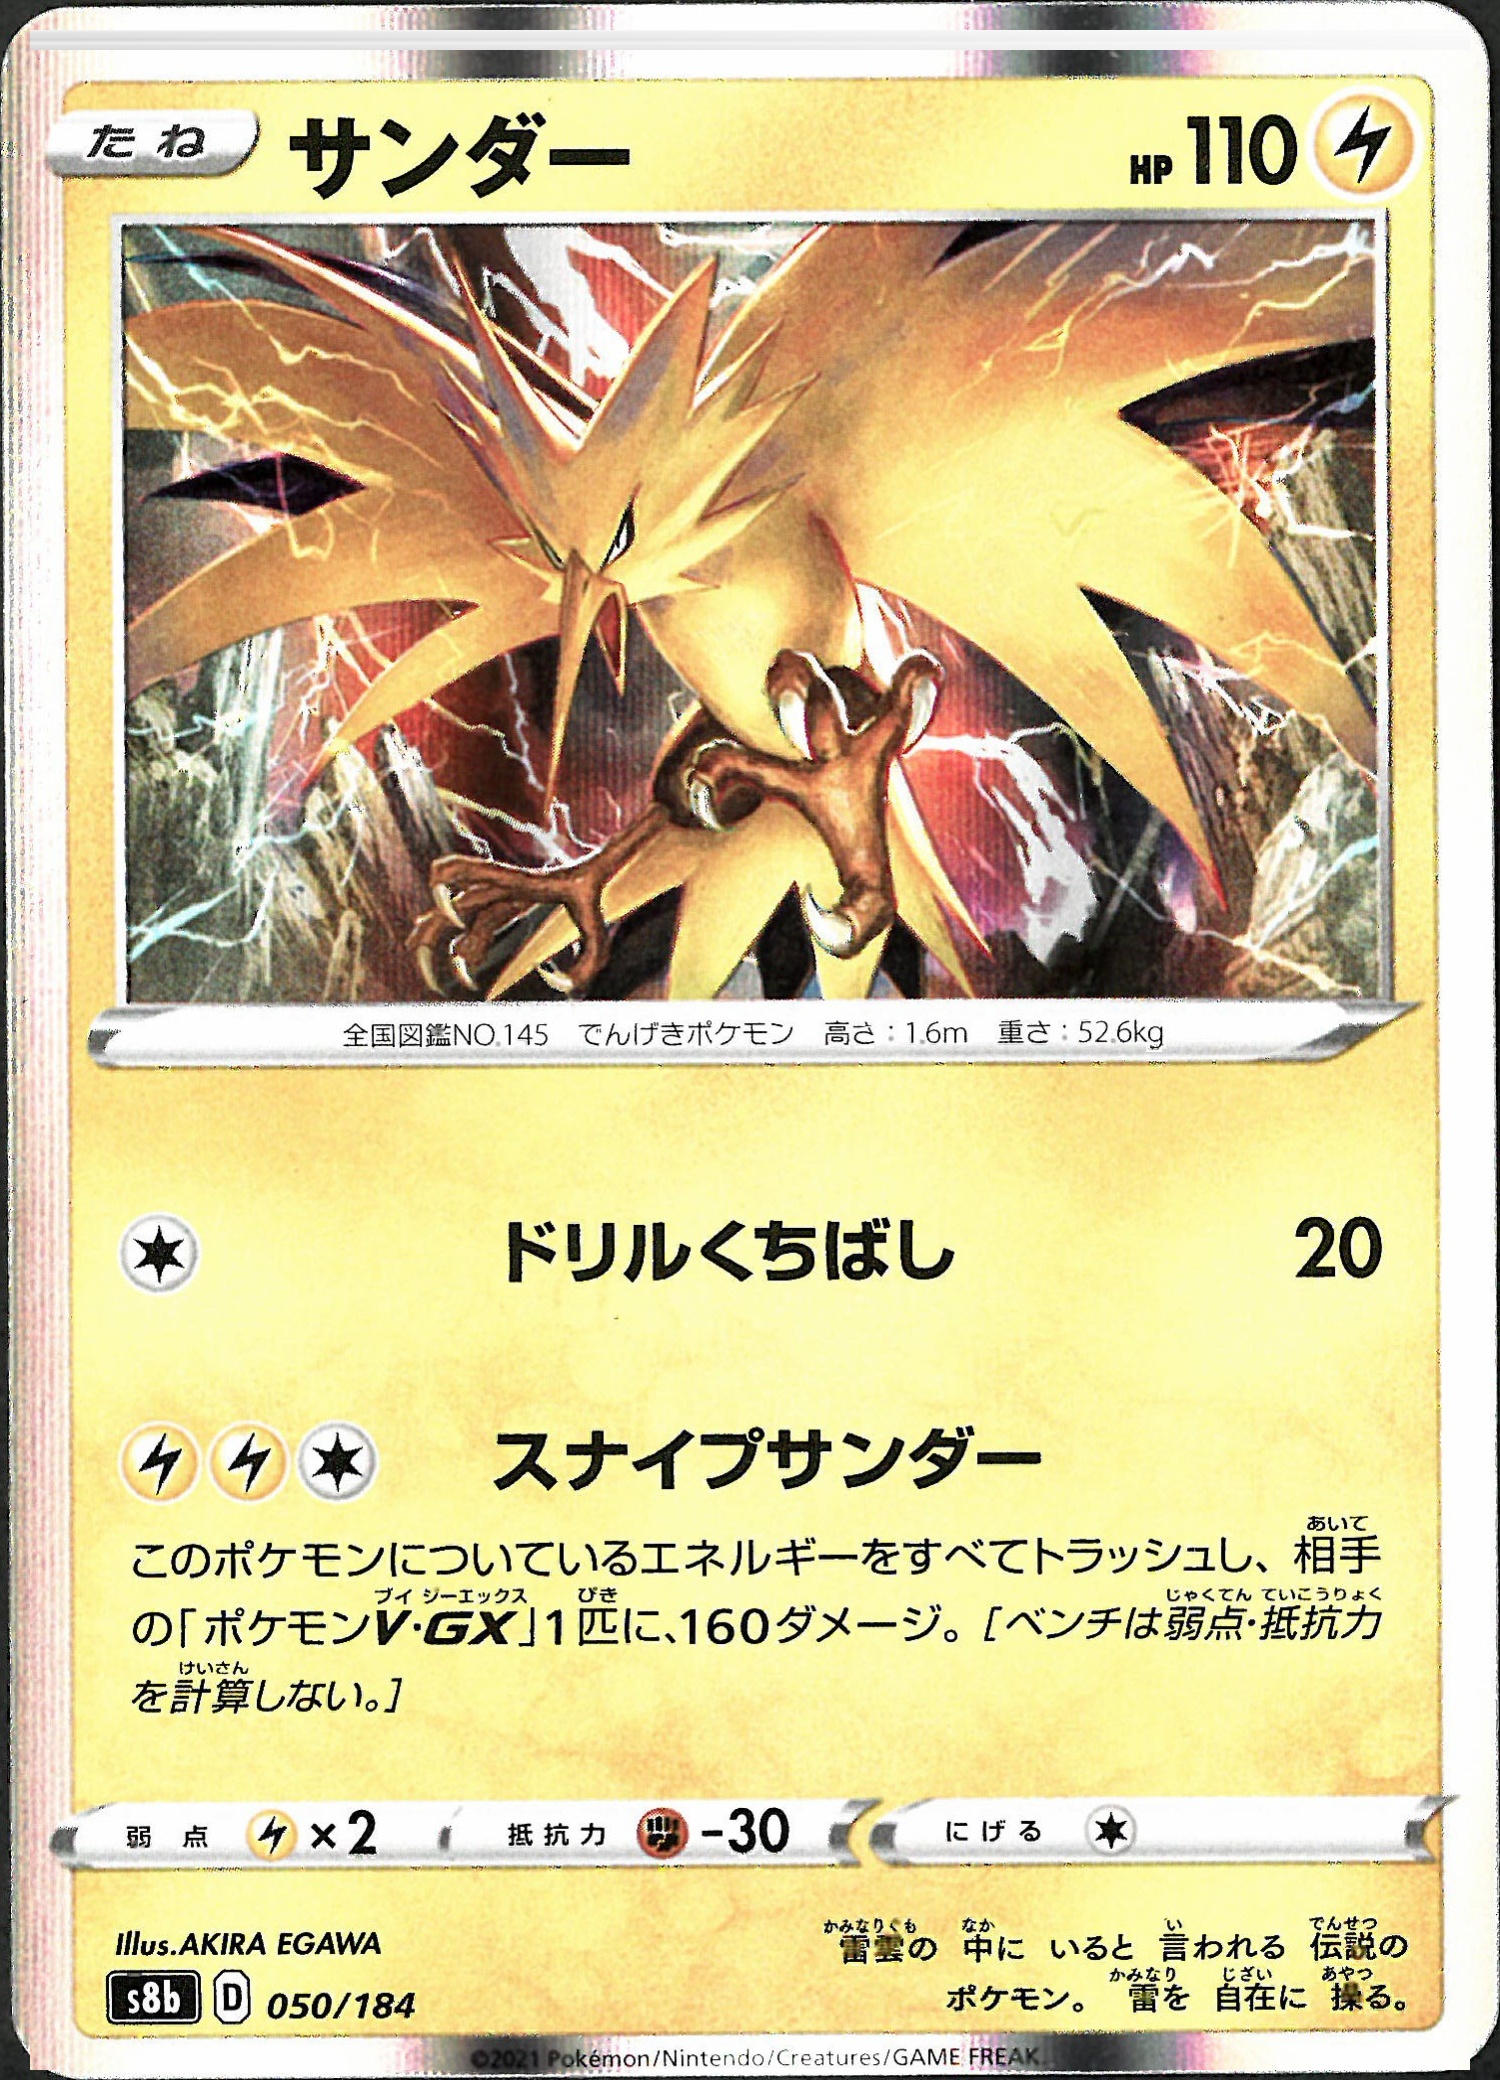 たね サンダー HP 110
全国図鑑NO.145 でんげきポケモン 高さ：1.6m 重さ：52.6kg
ドリルくちばし 20
スナイプサンダー
あいて
このポケモンについているエネルギーをすべてトラッシュし、相手
ブイ ジーエックス びき じゃくてん ていこうりょく
の「ポケモンV・GX」1匹に、160ダメージ。［ベンチは弱点・抵抗力
けいさん
を計算しない。］
弱点 ×2 抵抗力 -30 にげる
Illus.AKIRA EGAWA
s8b D 050/184
かみなりぐも なか い でんせつ
雷雲の 中に いると 言われる 伝説の
かみなり じざい あやつ
ポケモン。 雷を 自在に 操る。
©2021 Pokémon/Nintendo/Creatures/GAME FREAK.